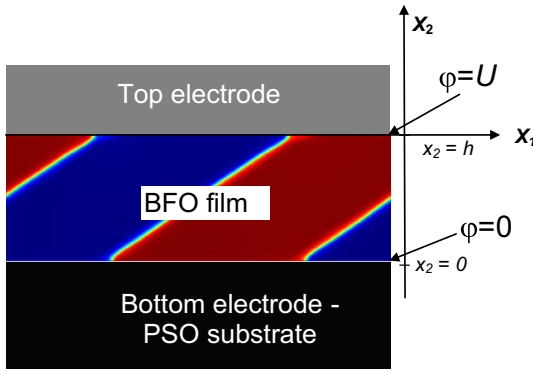 X₂
Top electrode
φ=U
x₂ = h
X₁
BFO film
φ=0
x₂ = 0
Bottom electrode -
PSO substrate